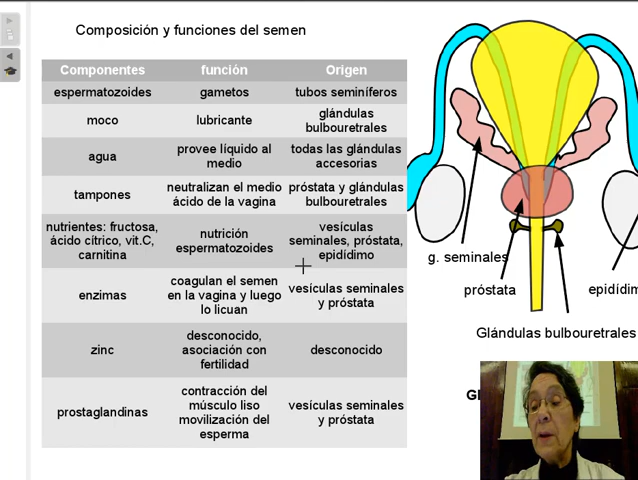 Composición y funciones del semen
Componentes función Origen
espermatozoides gametos tubos seminíferos
moco lubricante glándulas
bulbouretrales
agua provee líquido al
medio todas las glándulas
accesorias
tampones neutralizan el medio
ácido de la vagina próstata y glándulas
bulbouretrales
nutrientes: fructosa,
ácido cítrico, vit.C,
carnitina nutrición
espermatozoides vesículas
seminales, próstata,
epidídimo
enzimas coagulan el semen
en la vagina y luego
lo licuan vesículas seminales
y próstata
zinc desconocido,
asociación con
fertilidad desconocido
prostaglandinas contracción del
músculo liso
movilización del
esperma vesículas seminales
y próstata
g. seminales
próstata
epidídim
Glándulas bulbouretrales